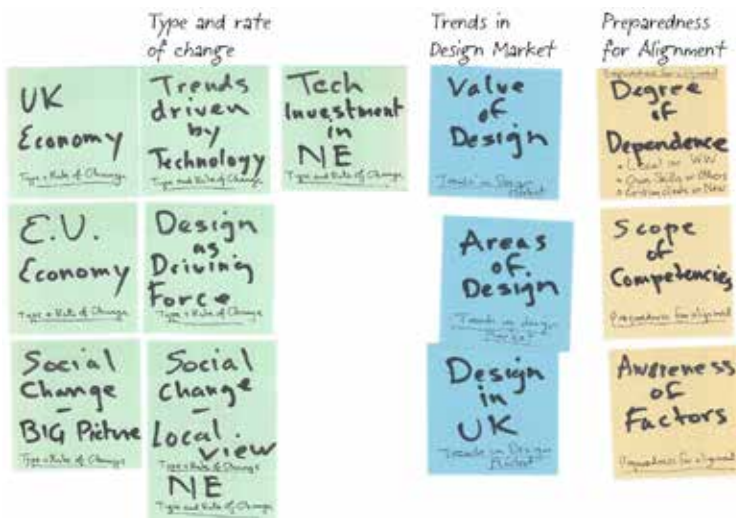 Type and rate
of change
Trends in
Design Market
Preparedness
for Alignment
UK
Economy
Type + Rate of Change
Trends
driven
by
Technology
Type and Rate of Change
Tech
Investment
in
NE
Type and Rate of Change
Value
of
Design
Trends in Design
Market
Preparedness for alignment
Degree
of
Dependence
• Local or WW
• Own Skills or Others
• Existing clients or New
E.U.
Economy
Type + Rate of Change
Design
as
Driving
Force
Type + Rate of Change
Areas
of
Design
Trends in design
Market
Scope
of
Competencies
Preparedness for alignment
Social
Change
–
BIG Picture
Type + Rate of Change
Social
Change
–
Local
view
Type + Rate of Change
NE
Type and Rate of Change
Design
in
UK
Trends in Design
Market
Awareness
of
Factors
Preparedness for alignment